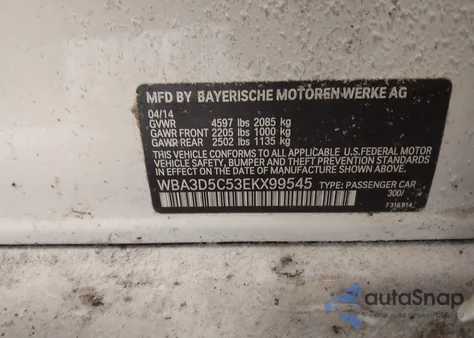 MFD BY BAYERISCHE MOTOREN WERKE AG
04/14
GVWR 4597 lbs 2085 kg
GAWR FRONT 2205 lbs 1000 kg
GAWR REAR 2502 lbs 1135 kg
THIS VEHICLE CONFORMS TO ALL APPLICABLE U.S. FEDERAL MOTOR
VEHICLE SAFETY, BUMPER AND THEFT PREVENTION STANDARDS IN
EFFECT ON THE DATE OF MANUFACTURE SHOWN ABOVE.
WBA3D5C53EKX99545 TYPE: PASSENGER CAR
300/
autaSnap